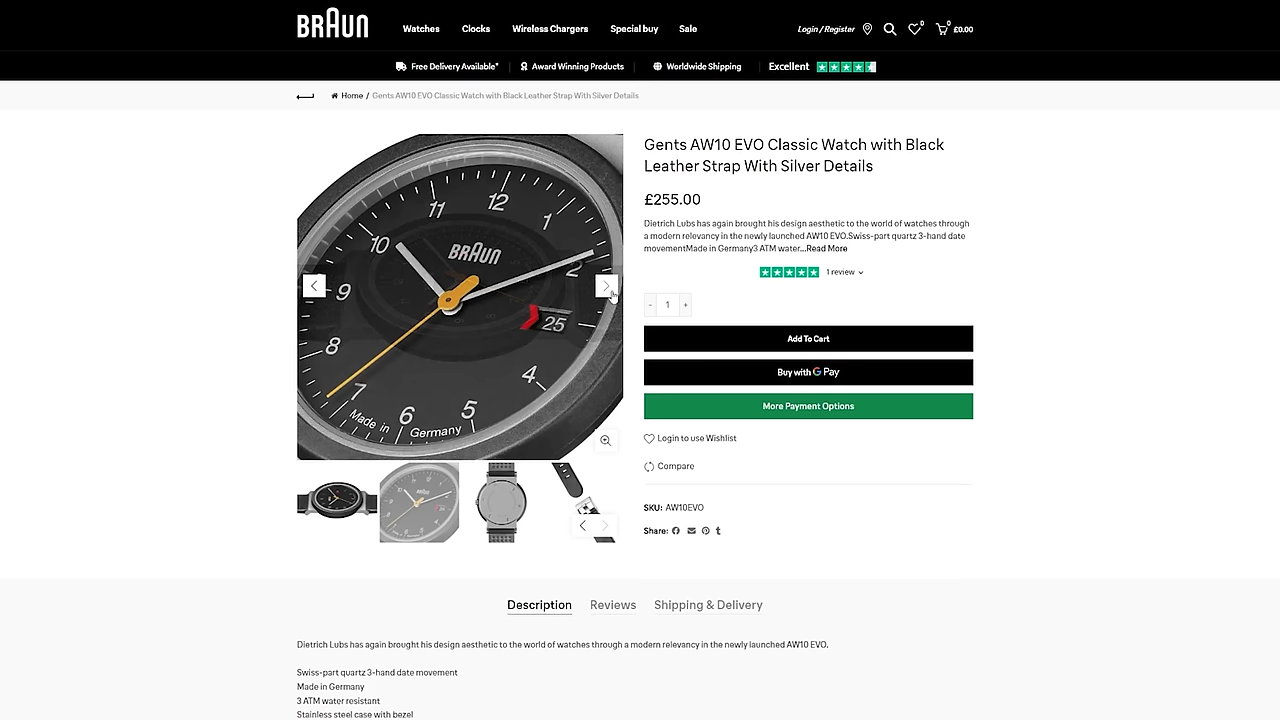 BRAUN
Watches
Clocks
Wireless Chargers
Special buy
Sale
Login / Register
0
0
£0.00
Free Delivery Available*
Award Winning Products
Worldwide Shipping
Excellent
Home / Gents AW10 EVO Classic Watch with Black Leather Strap With Silver Details
12
11
1
10
BRAUN
2
9
25
8
4
7
6
5
Made in Germany
Gents AW10 EVO Classic Watch with Black
Leather Strap With Silver Details
£255.00
Dietrich Lubs has again brought his design aesthetic to the world of watches through
a modern relevancy in the newly launched AW10 EVO.Swiss-part quartz 3-hand date
movementMade in Germany3 ATM water...Read More
1 review
- 1 +
Add To Cart
Buy with G Pay
More Payment Options
Login to use Wishlist
Compare
SKU: AW10EVO
Share:
Description
Reviews
Shipping & Delivery
Dietrich Lubs has again brought his design aesthetic to the world of watches through a modern relevancy in the newly launched AW10 EVO.
Swiss-part quartz 3-hand date movement
Made in Germany
3 ATM water resistant
Stainless steel case with bezel